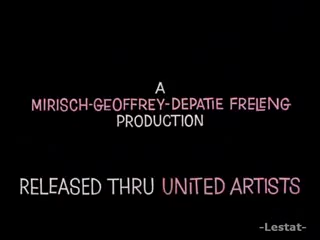 A
MIRISCH-GEOFFREY-DEPATIE FRELENG
PRODUCTION
RELEASED THRU UNITED ARTISTS
-Lestat-